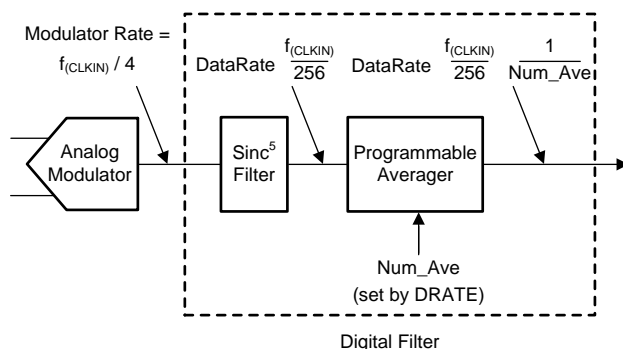 Modulator Rate =
f(CLKIN) / 4
DataRate f(CLKIN)/256
DataRate f(CLKIN)/256 1/Num_Ave
Analog
Modulator
Sinc⁵
Filter
Programmable
Averager
Num_Ave
(set by DRATE)
Digital Filter